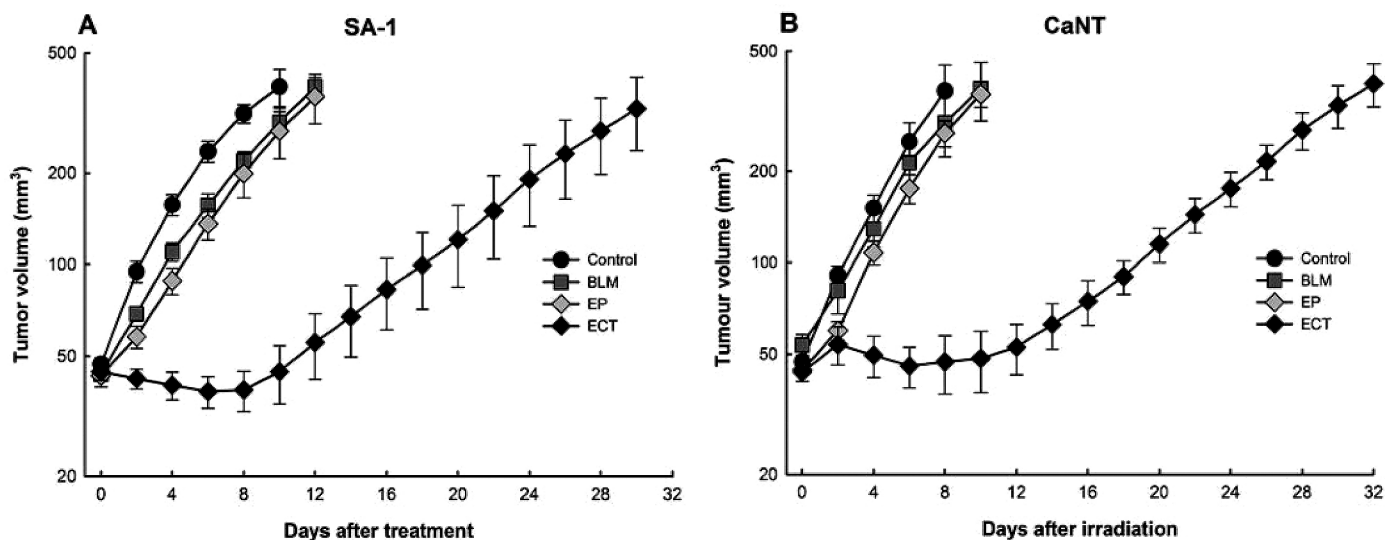 A
SA-1
500
200
100
50
20
Tumor volume (mm³)
Control
BLM
EP
ECT
0 4 8 12 16 20 24 28 32
Days after treatment
B
CaNT
500
200
100
50
20
Tumour volume (mm³)
Control
BLM
EP
ECT
0 4 8 12 16 20 24 28 32
Days after irradiation